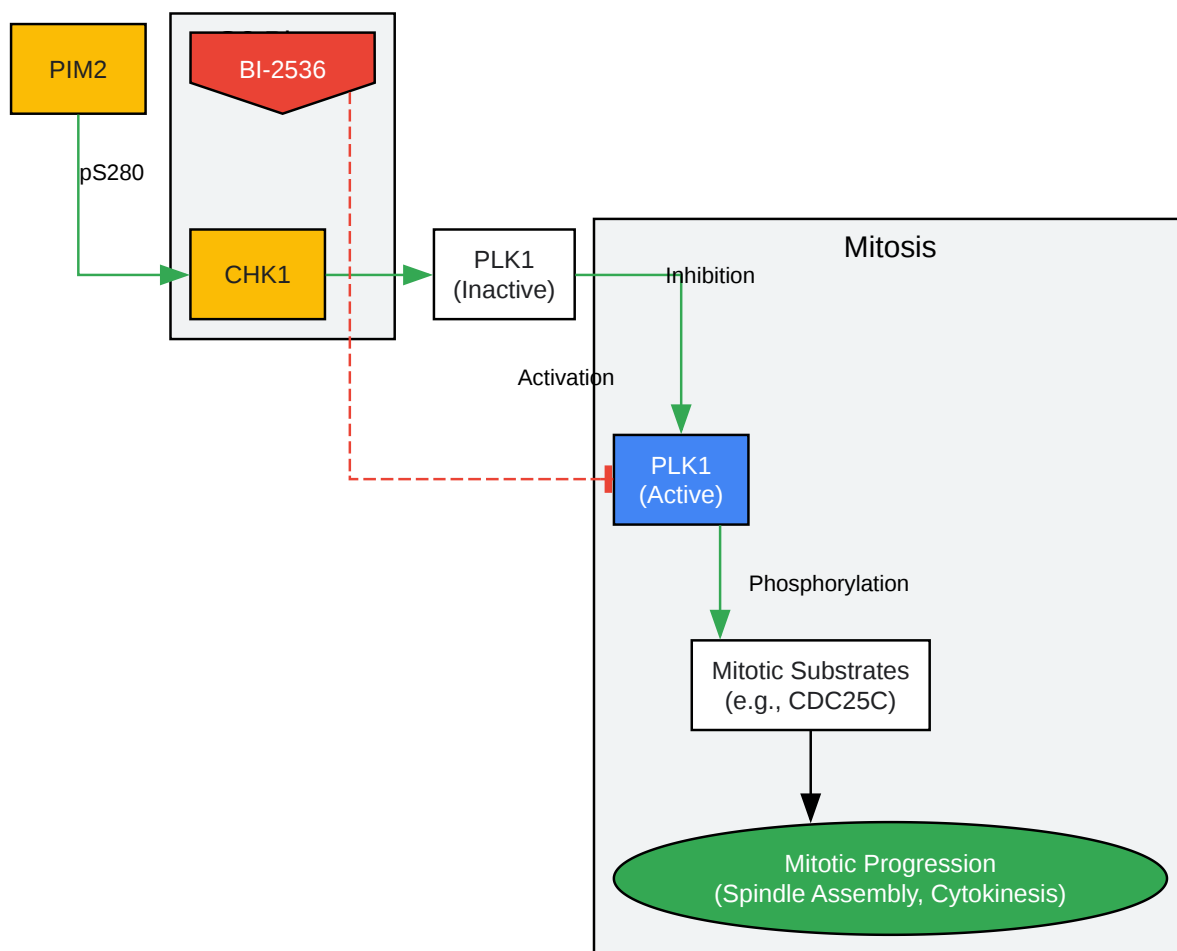 PIM2
BI-2536
pS280
CHK1
PLK1
(Inactive)
Mitosis
Inhibition
Activation
PLK1
(Active)
Phosphorylation
Mitotic Substrates
(e.g., CDC25C)
Mitotic Progression
(Spindle Assembly, Cytokinesis)